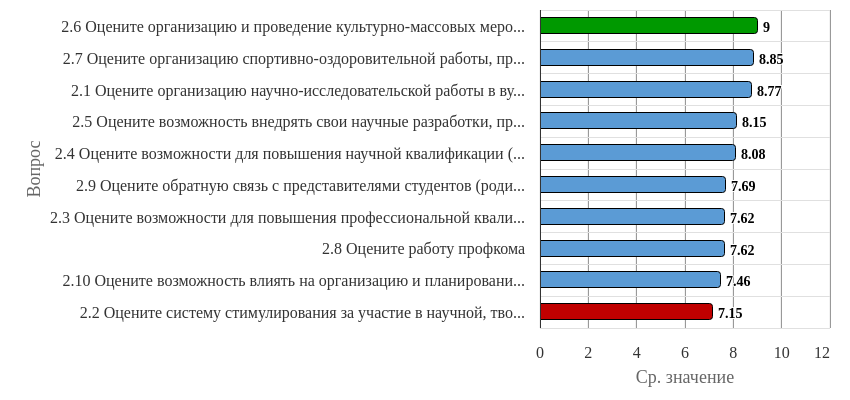 2.6 Оцените организацию и проведение культурно-массовых меро... 9
2.7 Оцените организацию спортивно-оздоровительной работы, пр... 8.85
2.1 Оцените организацию научно-исследовательской работы в ву... 8.77
2.5 Оцените возможность внедрять свои научные разработки, пр... 8.15
2.4 Оцените возможности для повышения научной квалификации (... 8.08
2.9 Оцените обратную связь с представителями студентов (роди... 7.69
2.3 Оцените возможности для повышения профессиональной квали... 7.62
2.8 Оцените работу профкома 7.62
2.10 Оцените возможность влиять на организацию и планировани... 7.46
2.2 Оцените систему стимулирования за участие в научной, тво... 7.15
Вопрос
0 2 4 6 8 10 12
Ср. значение